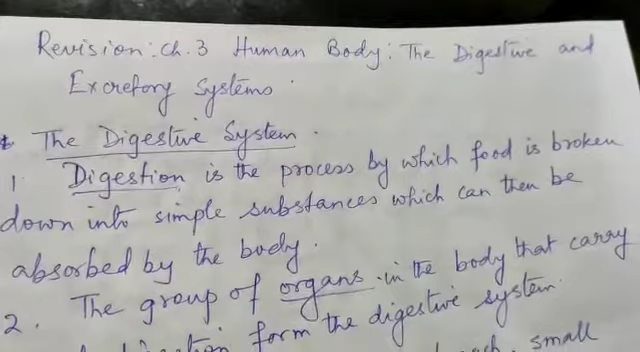 Revision: Ch. 3 Human Body: The Digestive and
Excretory Systems
The Digestive System.
1. Digestion is the process by which food is broken
down into simple substances which can then be
absorbed by the body.
2. The group of organs in the body that carry
form the digestive system.
small